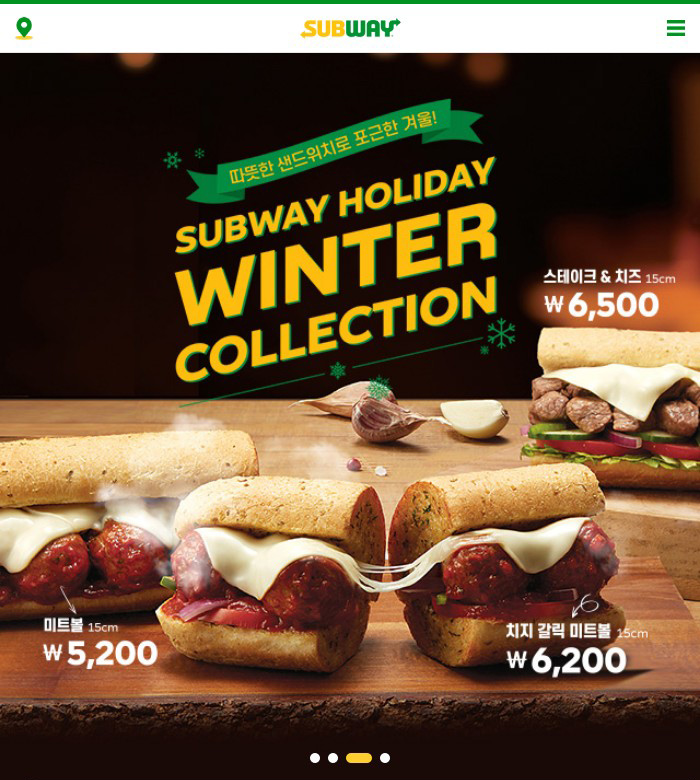 SUBWAY
따뜻한 샌드위치로 포근한 겨울!
SUBWAY HOLIDAY
WINTER
COLLECTION
스테이크 & 치즈 15cm
₩6,500
미트볼 15cm
₩5,200
치지 갈릭 미트볼 15cm
₩6,200